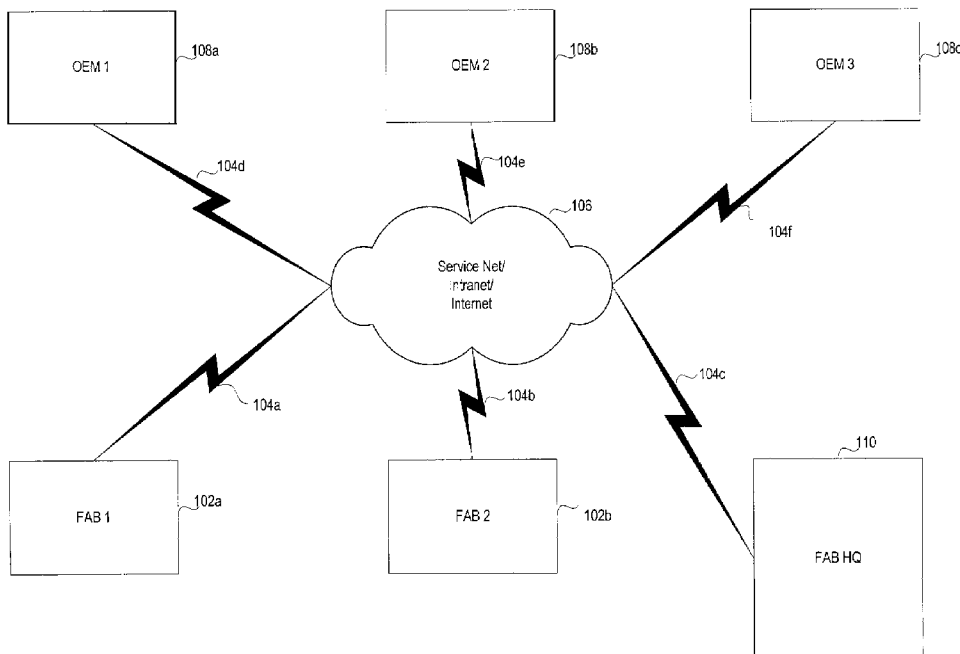 OEM 1
108a
OEM 2
108b
OEM 3
108c
104d
104e
106
104f
Service Net/
Intranet/
Internet
104a
104b
104c
110
FAB 1
102a
FAB 2
102b
FAB HQ